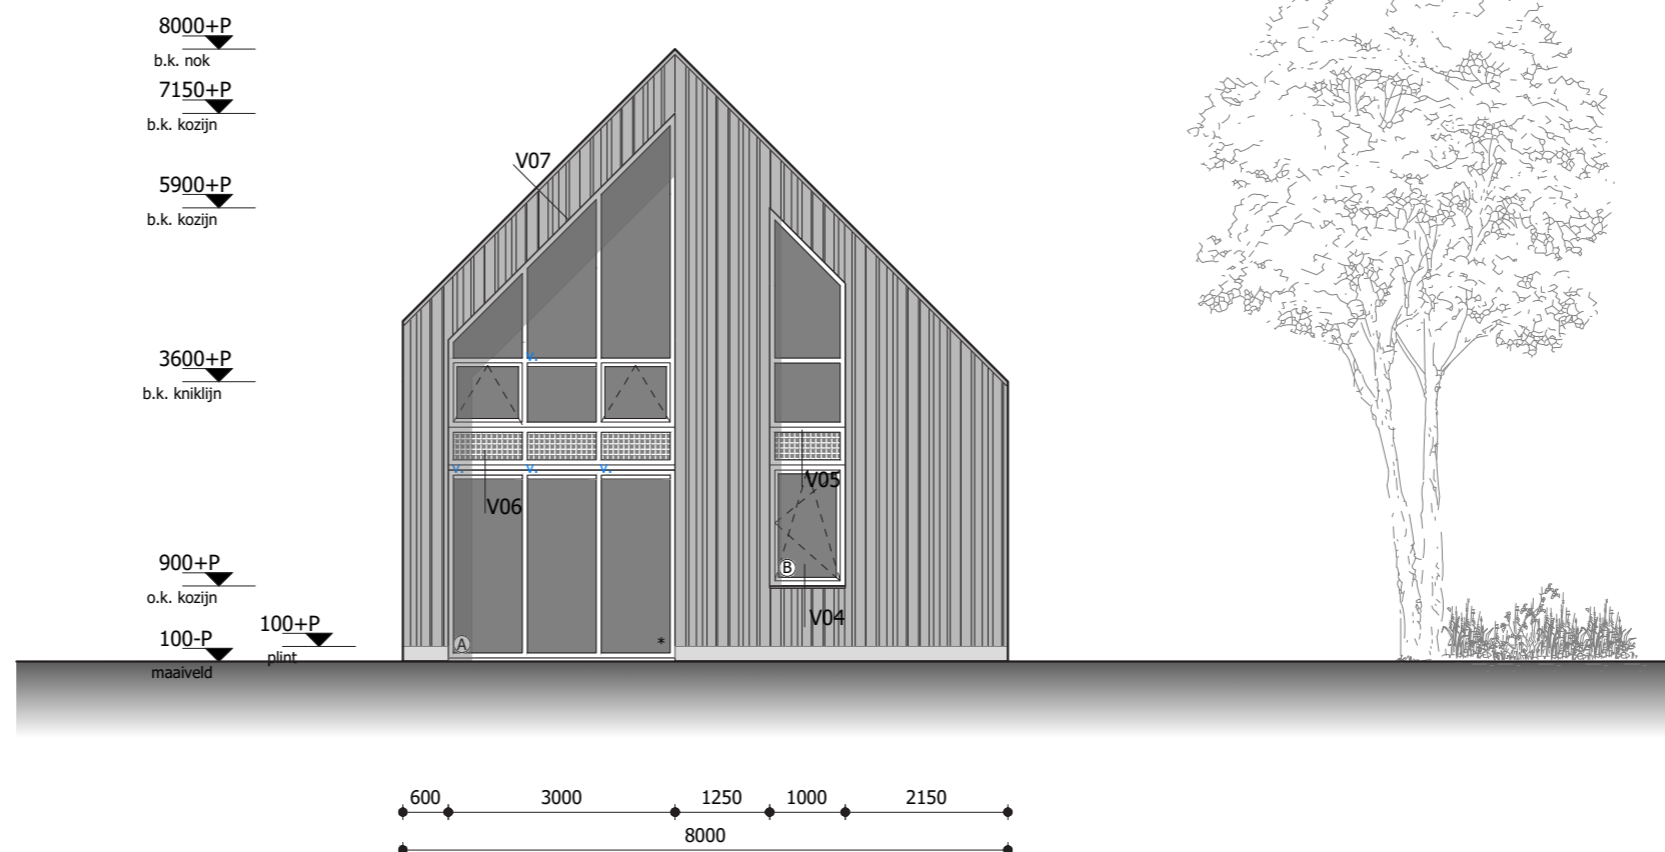 8000+P
b.k. nok
7150+P
b.k. kozijn
5900+P
b.k. kozijn
3600+P
b.k. kniklijn
900+P
o.k. kozijn
100-P
maaiveld
100+P
plint
V07
v.
v. v. v.
V06
V05
B
V04
A
*
600 3000 1250 1000 2150
8000